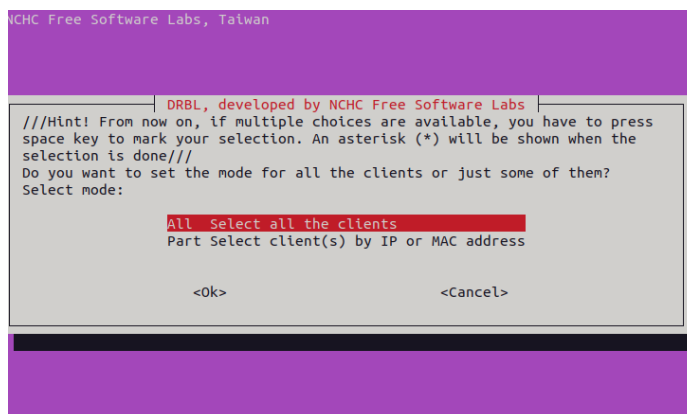 NCHC Free Software Labs, Taiwan
DRBL, developed by NCHC Free Software Labs
///Hint! From now on, if multiple choices are available, you have to press
space key to mark your selection. An asterisk (*) will be shown when the
selection is done///
Do you want to set the mode for all the clients or just some of them?
Select mode:
All Select all the clients
Part Select client(s) by IP or MAC address
<Ok> <Cancel>